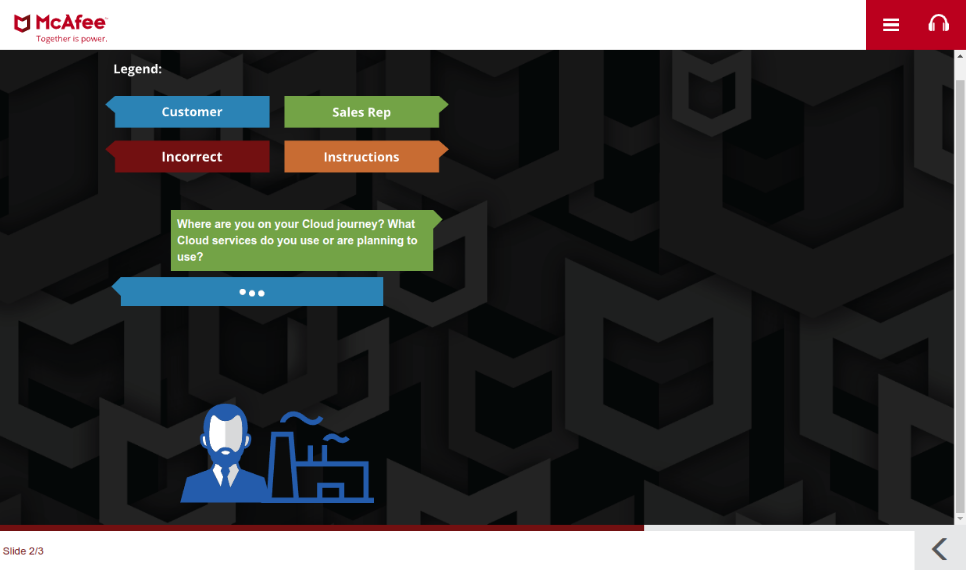 McAfee
Together is power.
Legend:
Customer
Sales Rep
Incorrect
Instructions
Where are you on your Cloud journey? What
Cloud services do you use or are planning to
use?
Slide 2/3